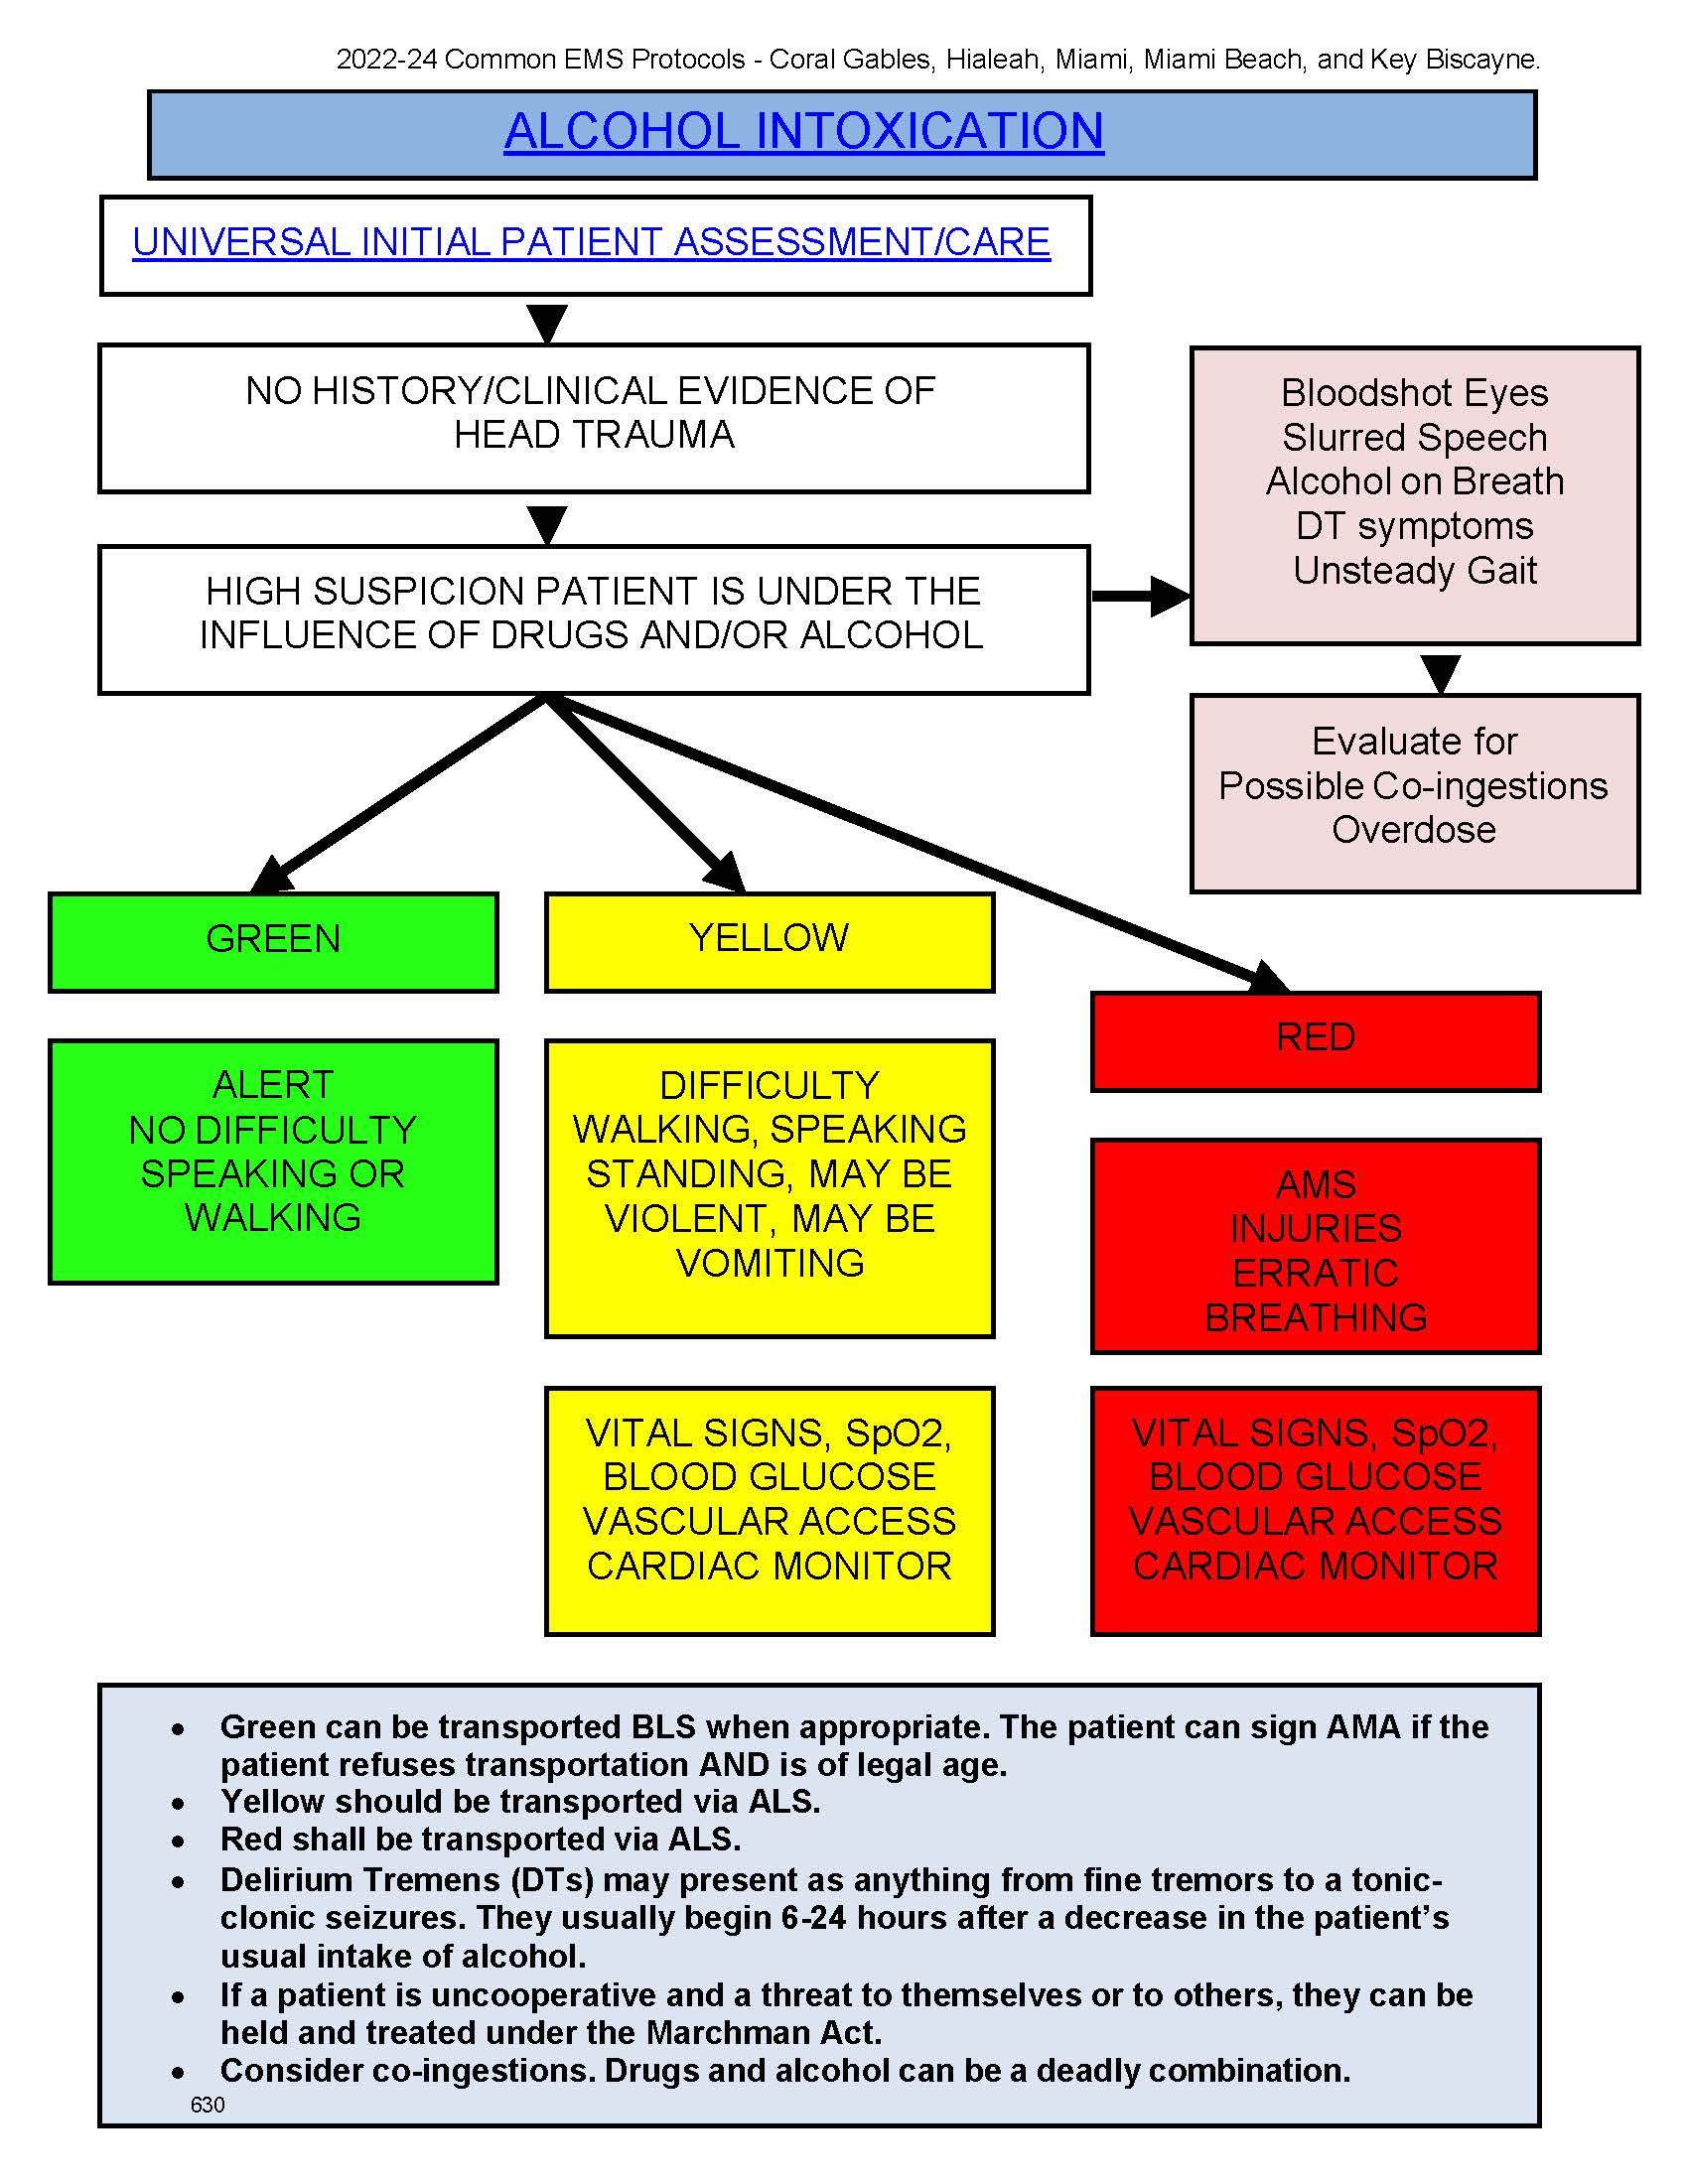 2022-24 Common EMS Protocols - Coral Gables, Hialeah, Miami, Miami Beach, and Key Biscayne.
ALCOHOL INTOXICATION
UNIVERSAL INITIAL PATIENT ASSESSMENT/CARE
NO HISTORY/CLINICAL EVIDENCE OF
HEAD TRAUMA
HIGH SUSPICION PATIENT IS UNDER THE
INFLUENCE OF DRUGS AND/OR ALCOHOL
Bloodshot Eyes
Slurred Speech
Alcohol on Breath
DT symptoms
Unsteady Gait
Evaluate for
Possible Co-ingestions
Overdose
GREEN
ALERT
NO DIFFICULTY
SPEAKING OR
WALKING
YELLOW
DIFFICULTY
WALKING, SPEAKING
STANDING, MAY BE
VIOLENT, MAY BE
VOMITING
VITAL SIGNS, SpO2,
BLOOD GLUCOSE
VASCULAR ACCESS
CARDIAC MONITOR
RED
AMS
INJURIES
ERRATIC
BREATHING
VITAL SIGNS, SpO2,
BLOOD GLUCOSE
VASCULAR ACCESS
CARDIAC MONITOR
• Green can be transported BLS when appropriate. The patient can sign AMA if the
patient refuses transportation AND is of legal age.
• Yellow should be transported via ALS.
• Red shall be transported via ALS.
• Delirium Tremens (DTs) may present as anything from fine tremors to a tonic-
clonic seizures. They usually begin 6-24 hours after a decrease in the patient’s
usual intake of alcohol.
• If a patient is uncooperative and a threat to themselves or to others, they can be
held and treated under the Marchman Act.
• Consider co-ingestions. Drugs and alcohol can be a deadly combination.
630